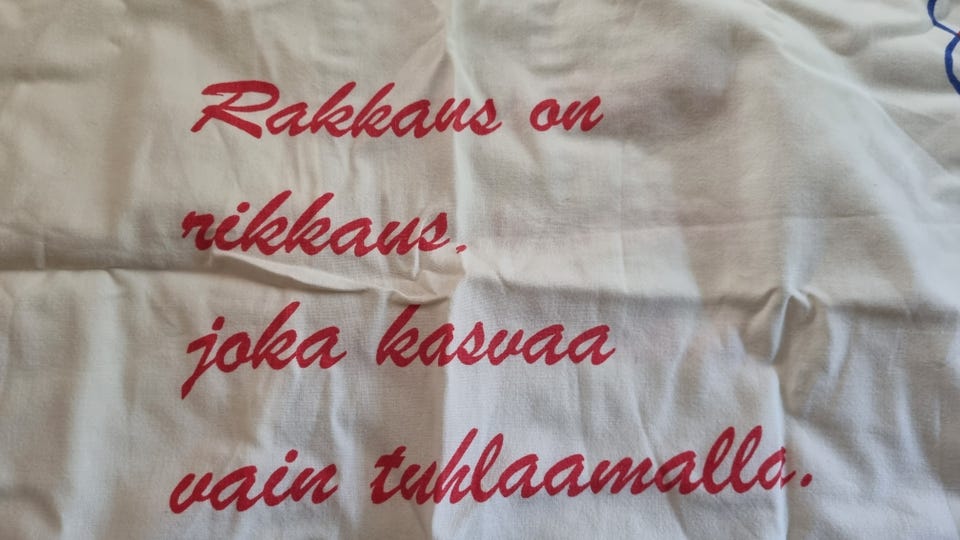 Rakkaus on
rikkaus,
joka kasvaa
vain tuhlaamalla.